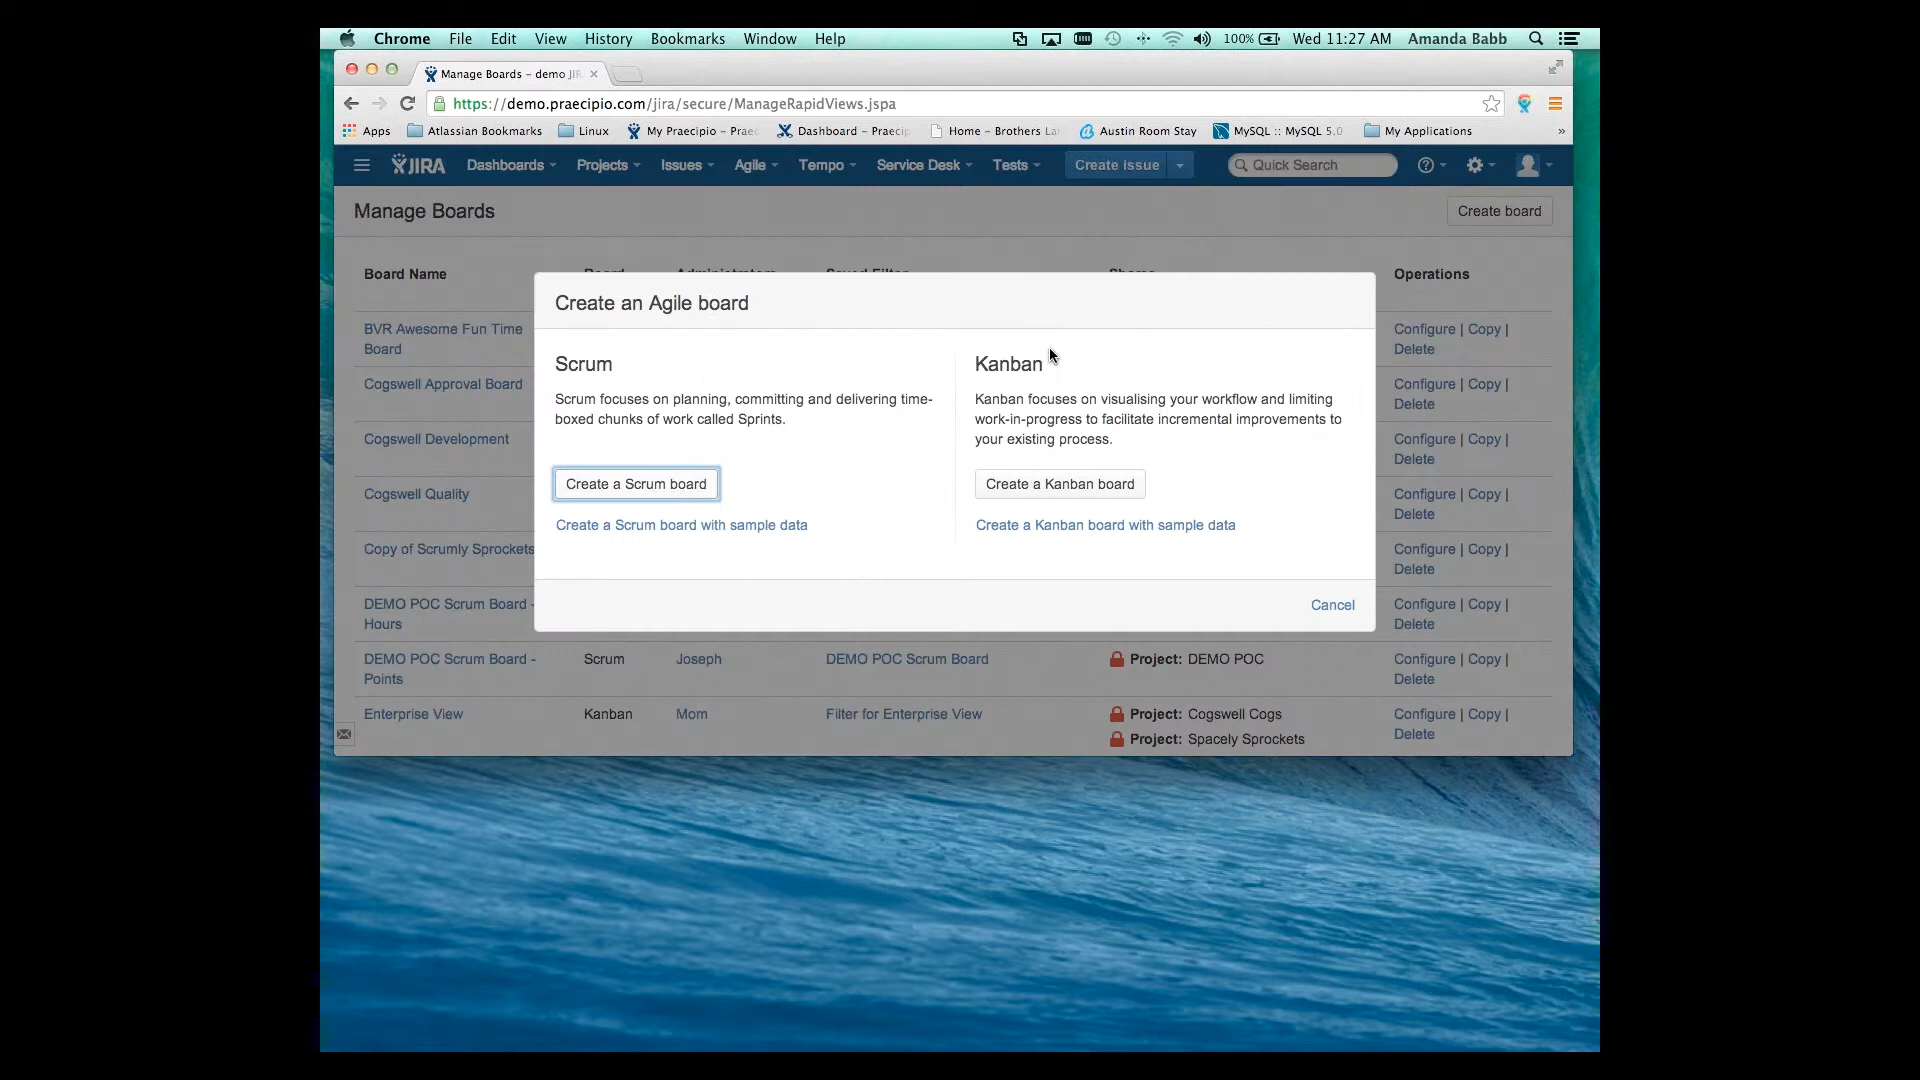 Chrome File Edit View History Bookmarks Window Help 100% Wed 11:27 AM Amanda Babb
Manage Boards – demo JIR
https://demo.praecipio.com/jira/secure/ManageRapidViews.jspa
Apps Atlassian Bookmarks Linux My Praecipio – Prae Dashboard – Praecip Home – Brothers La Austin Room Stay MySQL :: MySQL 5.0 My Applications »
JIRA Dashboards Projects Issues Agile Tempo Service Desk Tests Create issue Quick Search
Manage Boards Create board
Board Name Board Administrators Saved Filter Shares Operations
Create an Agile board
BVR Awesome Fun Time Configure | Copy |
Board Delete
Scrum Kanban
Cogswell Approval Board Configure | Copy |
Scrum focuses on planning, committing and delivering time- Kanban focuses on visualising your workflow and limiting Delete
boxed chunks of work called Sprints. work-in-progress to facilitate incremental improvements to
Cogswell Development your existing process. Configure | Copy |
Delete
Create a Scrum board Create a Kanban board
Cogswell Quality Configure | Copy |
Delete
Create a Scrum board with sample data Create a Kanban board with sample data
Copy of Scrumly Sprockets Configure | Copy |
Delete
DEMO POC Scrum Board - Cancel Configure | Copy |
Hours Delete
DEMO POC Scrum Board - Scrum Joseph DEMO POC Scrum Board Project: DEMO POC Configure | Copy |
Points Delete
Enterprise View Kanban Mom Filter for Enterprise View Project: Cogswell Cogs Configure | Copy |
Project: Spacely Sprockets Delete